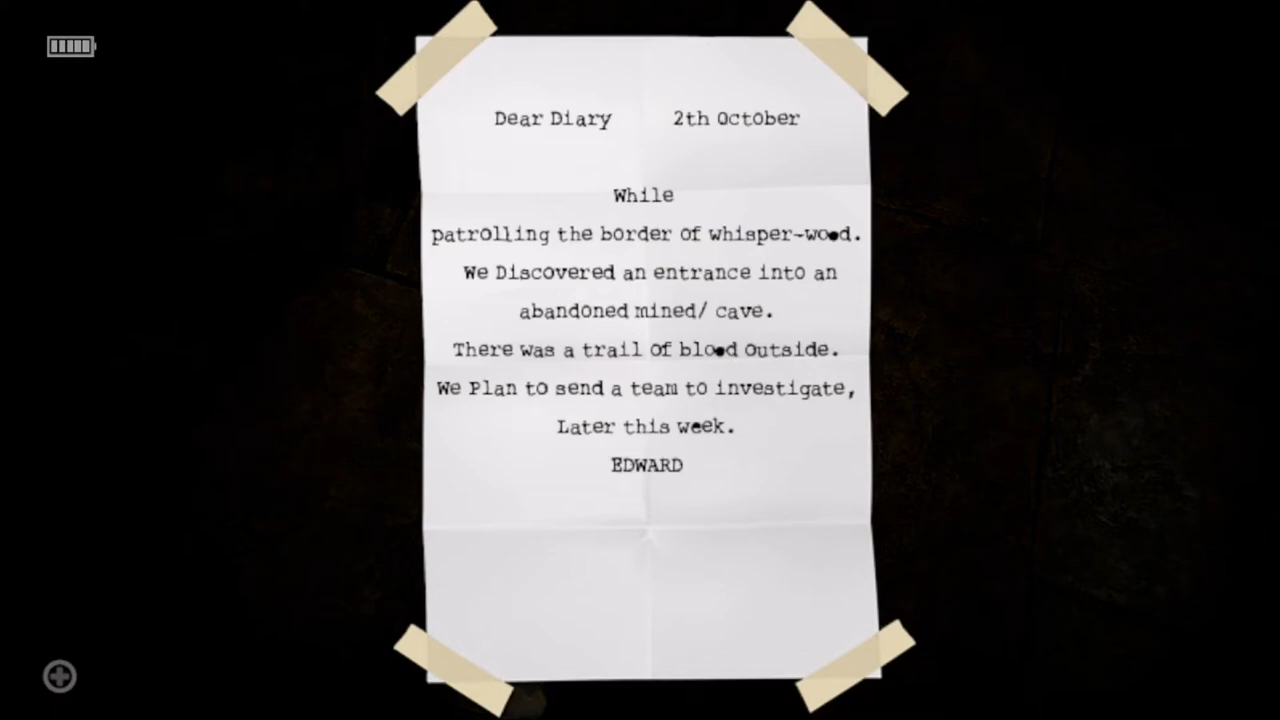 Dear Diary 2th October
While
patrolling the border of whisper-wood.
We Discovered an entrance into an
abandoned mined/ cave.
There was a trail of blood Outside.
We Plan to send a team to investigate,
Later this week.
EDWARD